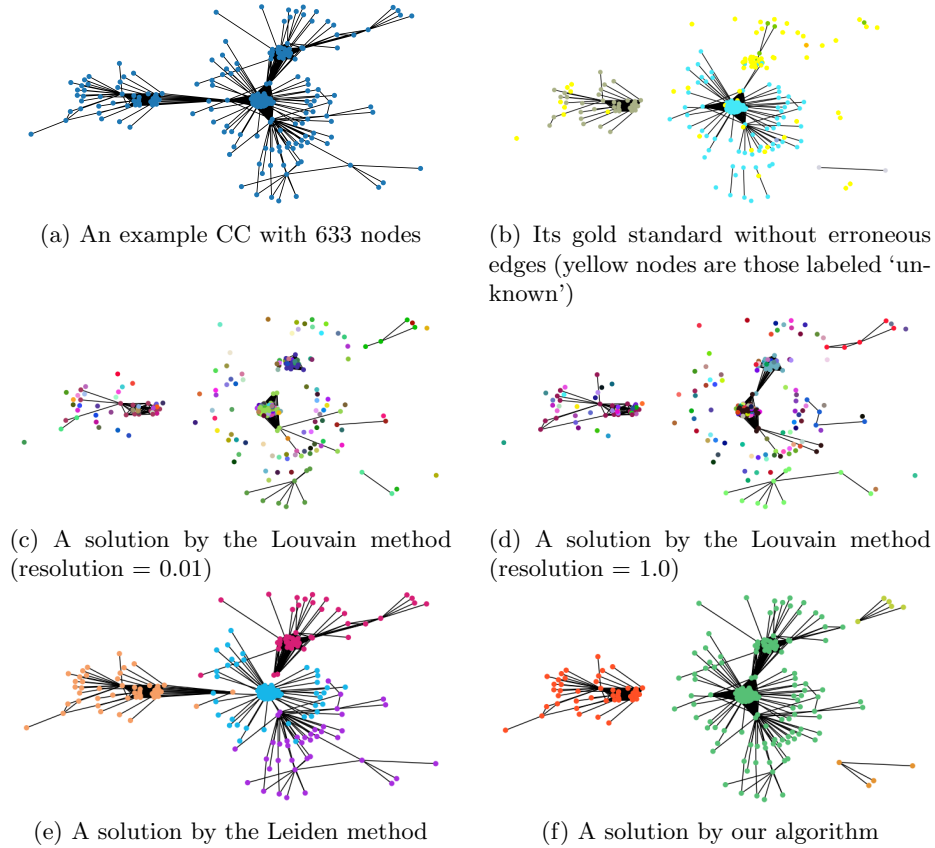 (a) An example CC with 633 nodes
(b) Its gold standard without erroneous
edges (yellow nodes are those labeled ‘un-
known’)
(c) A solution by the Louvain method
(resolution = 0.01)
(d) A solution by the Louvain method
(resolution = 1.0)
(e) A solution by the Leiden method
(f) A solution by our algorithm